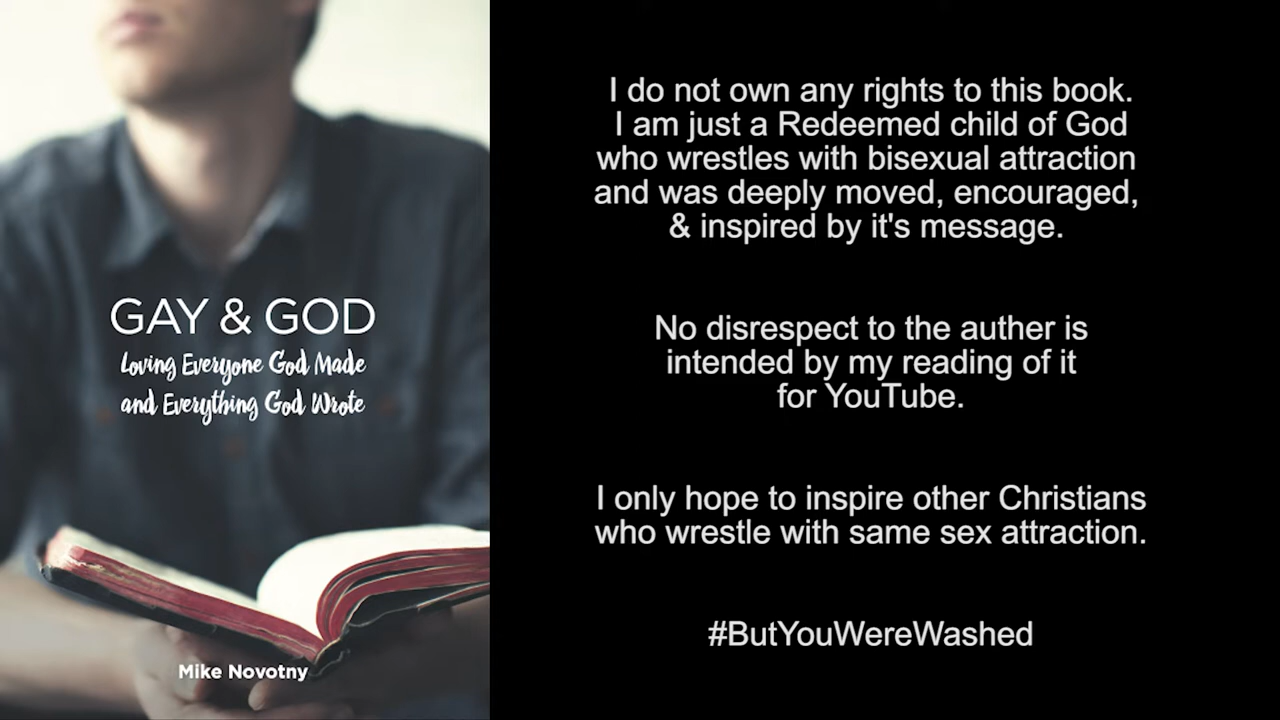 GAY & GOD
Loving Everyone God Made
and Everything God Wrote
Mike Novotny
I do not own any rights to this book.
I am just a Redeemed child of God
who wrestles with bisexual attraction
and was deeply moved, encouraged,
& inspired by it's message.
No disrespect to the auther is
intended by my reading of it
for YouTube.
I only hope to inspire other Christians
who wrestle with same sex attraction.
#ButYouWereWashed